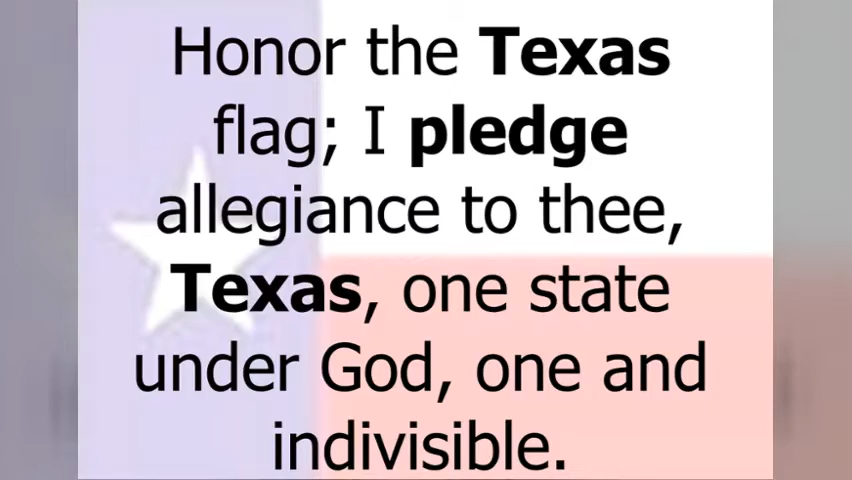 Honor the Texas
flag; I pledge
allegiance to thee,
Texas, one state
under God, one and
indivisible.